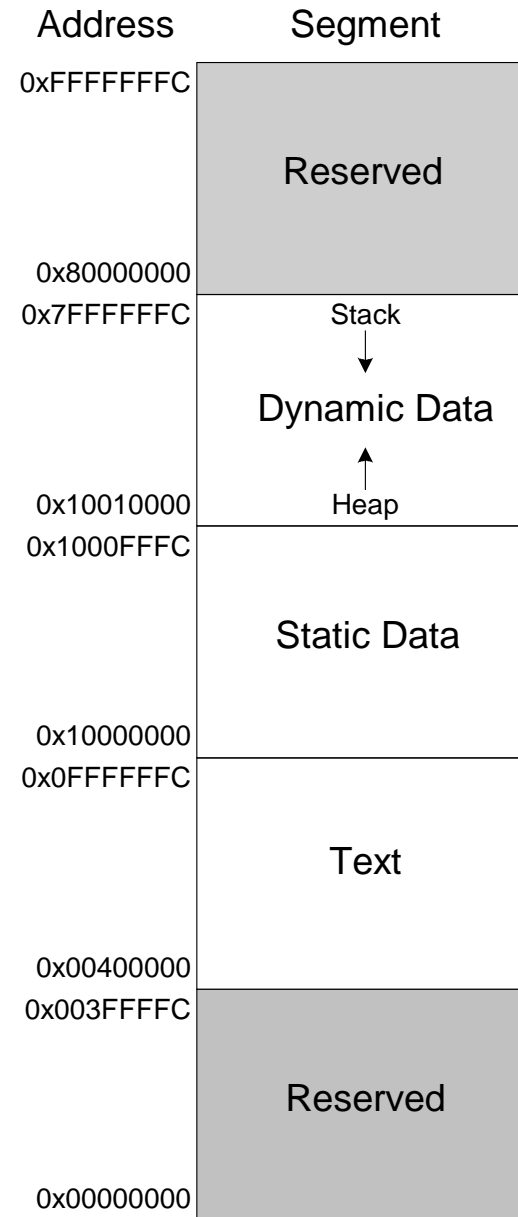 Address Segment
0xFFFFFFFC
Reserved
0x80000000
0x7FFFFFFC Stack
Dynamic Data
0x10010000 Heap
0x1000FFFC
Static Data
0x10000000
0x0FFFFFFC
Text
0x00400000
0x003FFFFC
Reserved
0x00000000